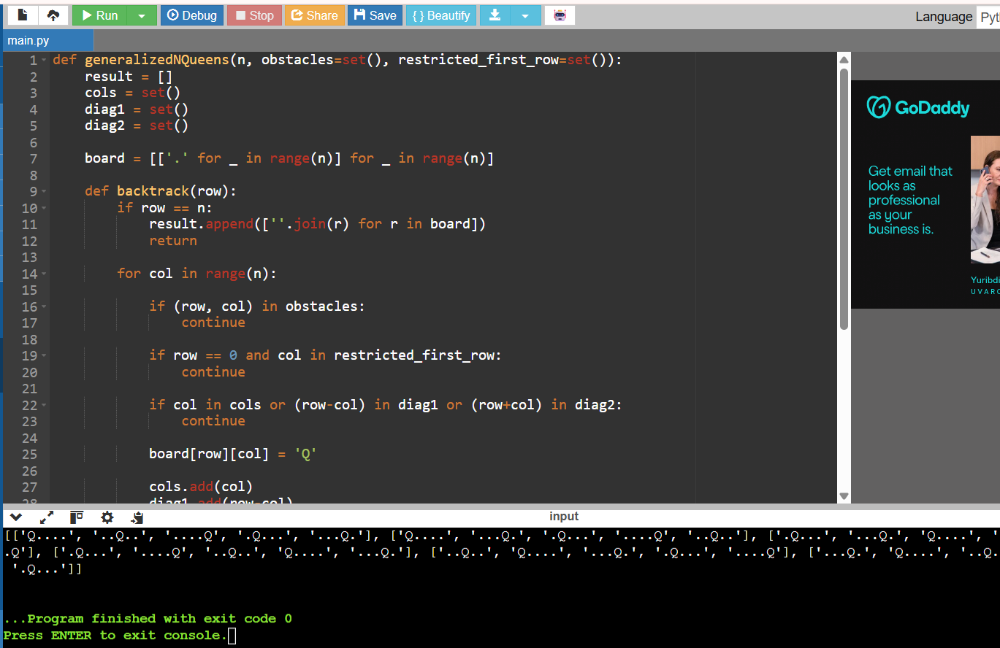 Run Debug Stop Share Save { } Beautify Language
main.py
1 def generalizedNQueens(n, obstacles=set(), restricted_first_row=set()):
2 result = []
3 cols = set()
4 diag1 = set()
5 diag2 = set()
6
7 board = [['.' for _ in range(n)] for _ in range(n)]
8
9 def backtrack(row):
10 if row == n:
11 result.append([''.join(r) for r in board])
12 return
13
14 for col in range(n):
15
16 if (row, col) in obstacles:
17 continue
18
19 if row == 0 and col in restricted_first_row:
20 continue
21
22 if col in cols or (row-col) in diag1 or (row+col) in diag2:
23 continue
24
25 board[row][col] = 'Q'
26
27 cols.add(col)
28 diag1.add(row-col)
GoDaddy
Get email that
looks as
professional
as your
business is.
input
[['Q....', '..Q..', '....Q', '.Q...', '...Q.'], ['Q....', '...Q.', '.Q...', '....Q', '..Q..'], ['.Q...', '...Q.', 'Q....', '
.Q'], ['.Q...', '....Q', '..Q..', 'Q....', '...Q.'], ['..Q..', 'Q....', '...Q.', '.Q...', '....Q'], ['...Q.', 'Q....', '..Q.
'.Q...']]
...Program finished with exit code 0
Press ENTER to exit console.